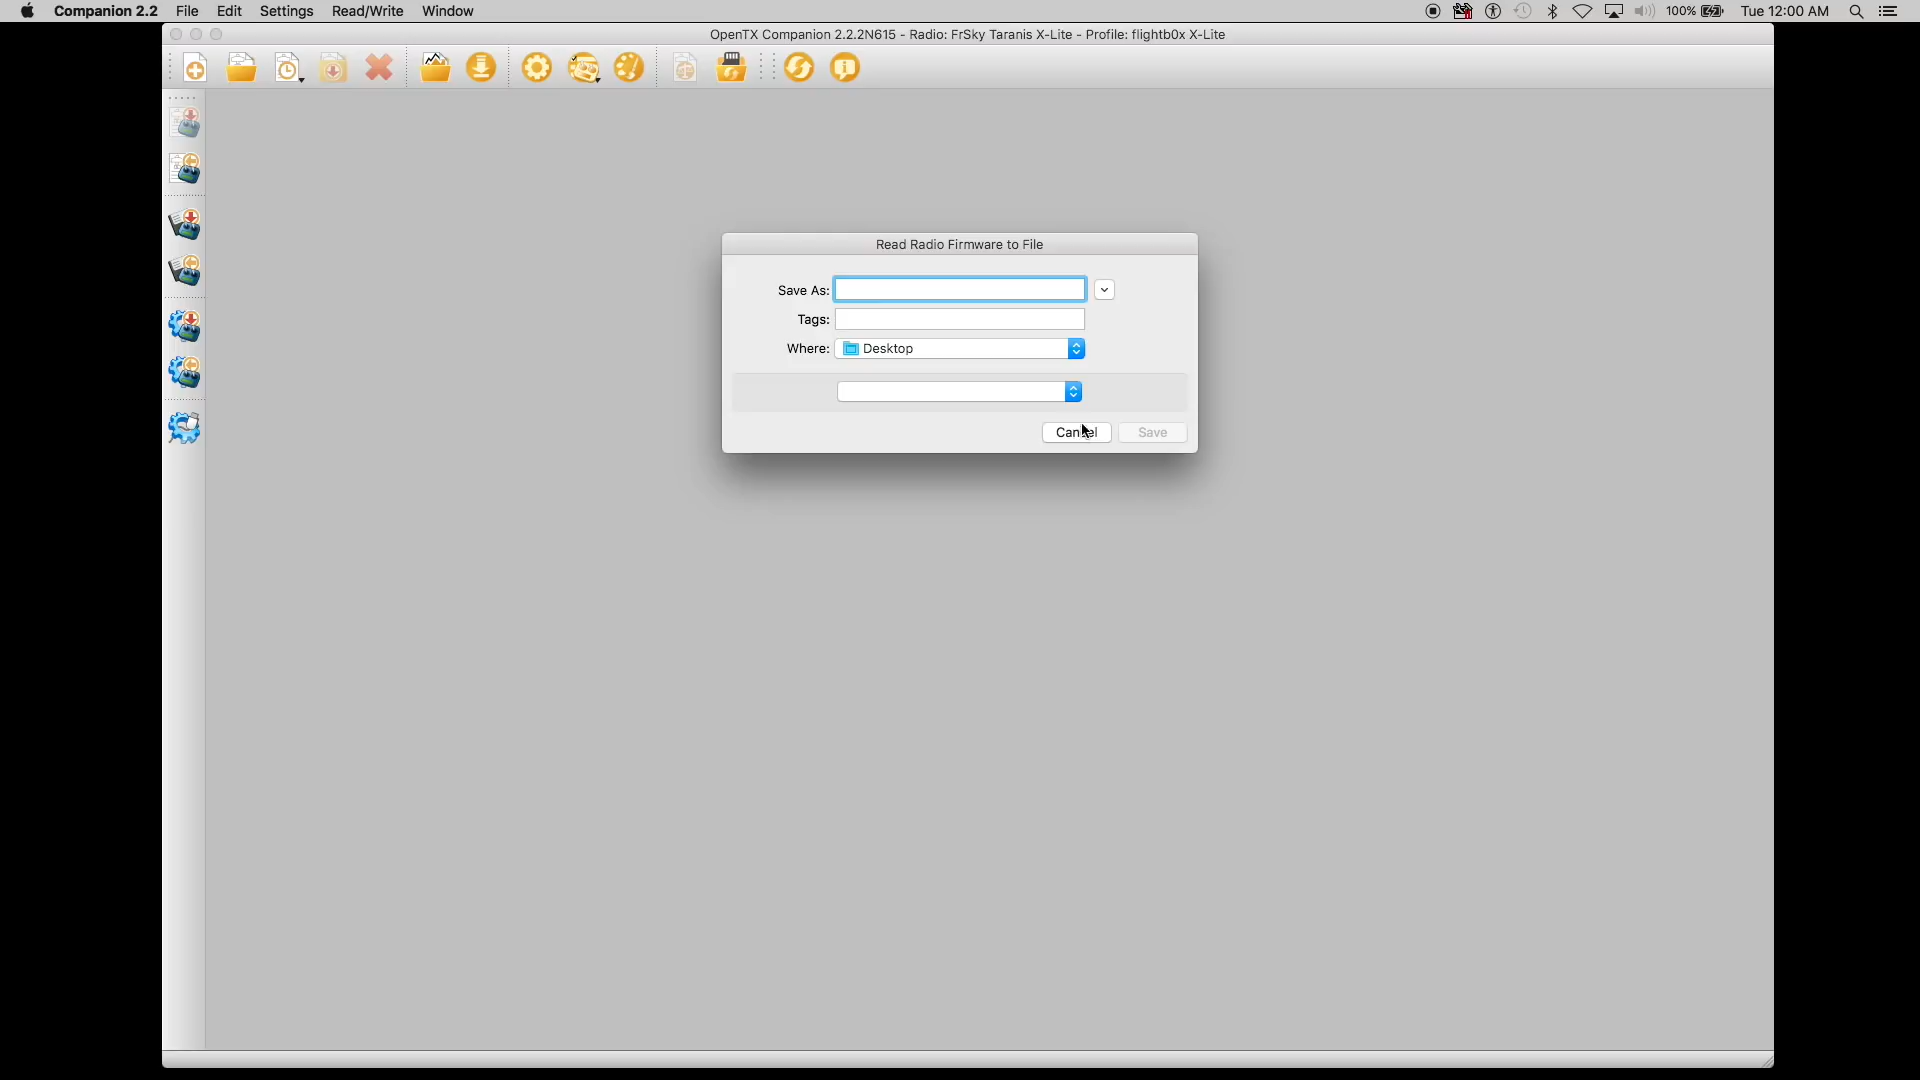 Companion 2.2 File Edit Settings Read/Write Window 100% Tue 12:00 AM
OpenTX Companion 2.2.2N615 - Radio: FrSky Taranis X-Lite - Profile: flightb0x X-Lite
Read Radio Firmware to File
Save As:
Tags:
Where: Desktop
Cancel Save